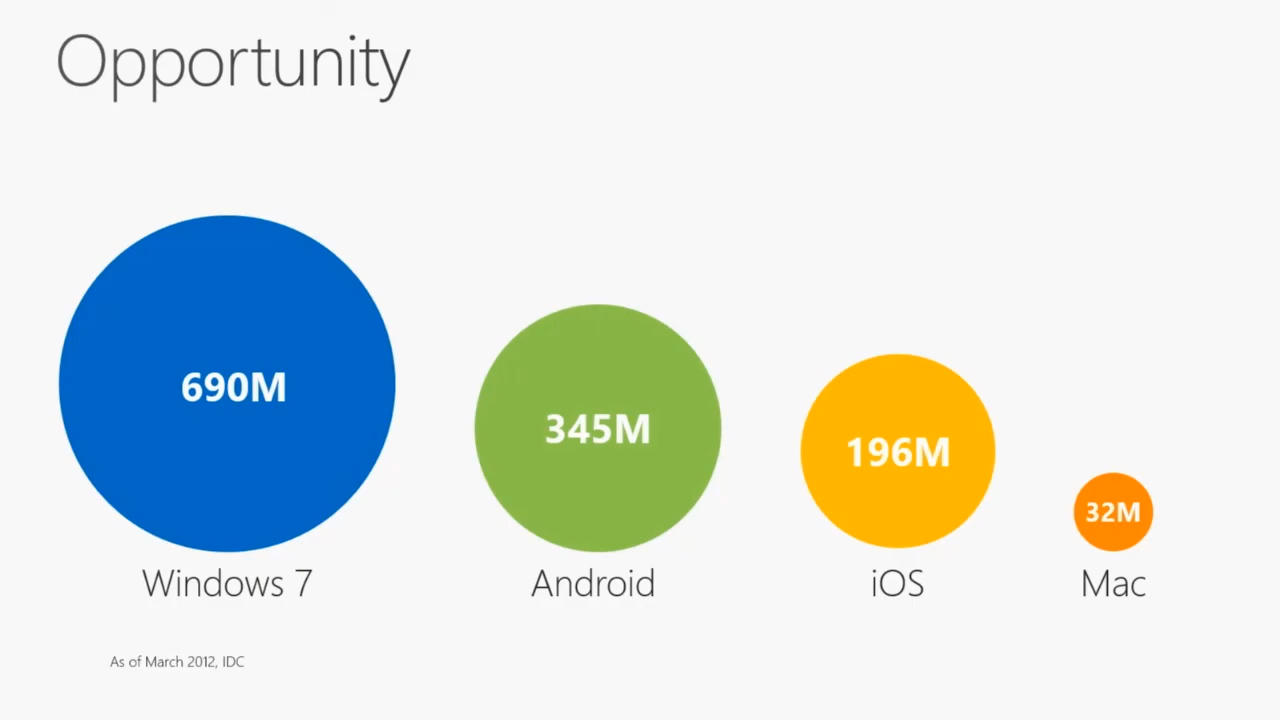 Opportunity
690M
345M
196M
32M
Windows 7
Android
iOS
Mac
As of March 2012, IDC